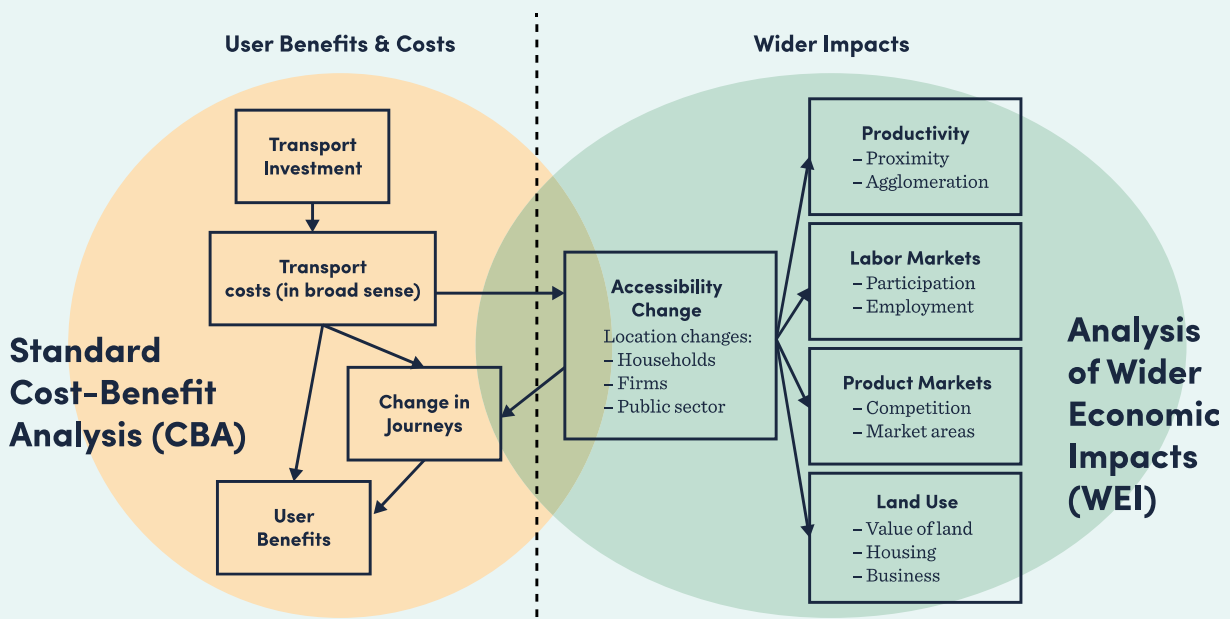 User Benefits & Costs
Wider Impacts
Standard
Cost-Benefit
Analysis (CBA)
Transport
Investment
Transport
costs (in broad sense)
Change in
Journeys
User
Benefits
Accessibility
Change
Location changes:
– Households
– Firms
– Public sector
Productivity
– Proximity
– Agglomeration
Labor Markets
– Participation
– Employment
Product Markets
– Competition
– Market areas
Land Use
– Value of land
– Housing
– Business
Analysis
of Wider
Economic
Impacts
(WEI)